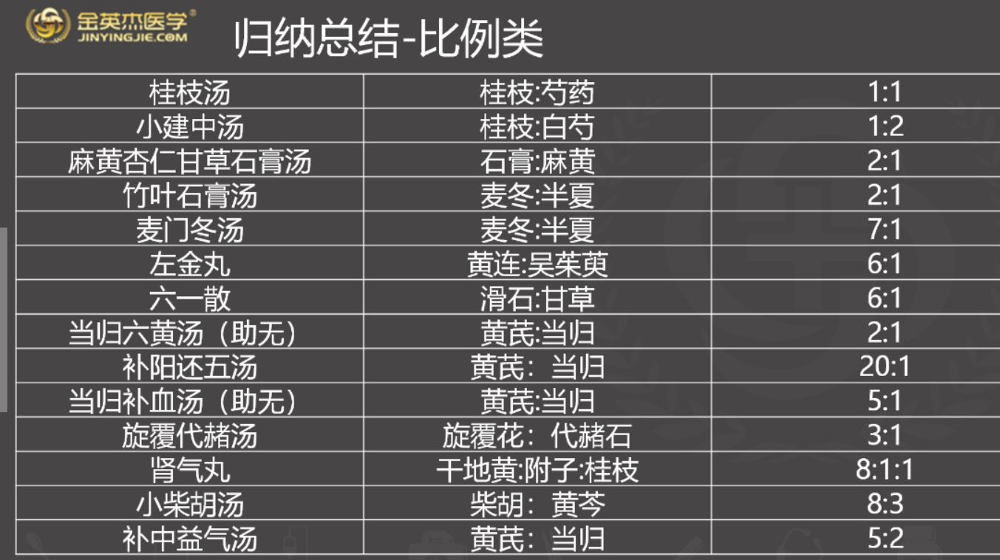 金英杰医学®
JINYINGJIE.COM
归纳总结-比例类
桂枝汤 桂枝:芍药 1:1
小建中汤 桂枝:白芍 1:2
麻黄杏仁甘草石膏汤 石膏:麻黄 2:1
竹叶石膏汤 麦冬:半夏 2:1
麦门冬汤 麦冬:半夏 7:1
左金丸 黄连:吴茱萸 6:1
六一散 滑石:甘草 6:1
当归六黄汤（助无） 黄芪:当归 2:1
补阳还五汤 黄芪：当归 20:1
当归补血汤（助无） 黄芪:当归 5:1
旋覆代赭汤 旋覆花：代赭石 3:1
肾气丸 干地黄:附子:桂枝 8:1:1
小柴胡汤 柴胡：黄芩 8:3
补中益气汤 黄芪：当归 5:2